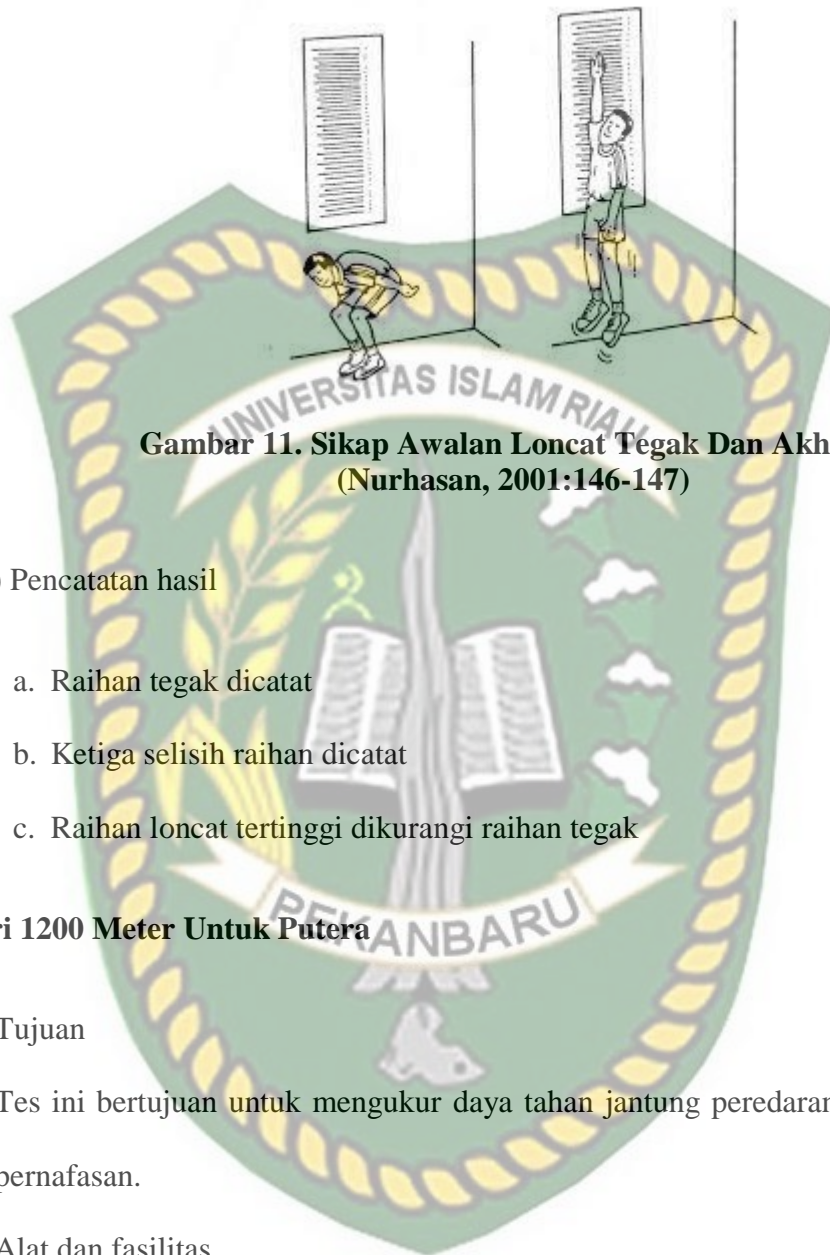 UNIVERSITAS ISLAM RIAU
Gambar 11. Sikap Awalan Loncat Tegak Dan Akh
(Nurhasan, 2001:146-147)
) Pencatatan hasil
a. Raihan tegak dicatat
b. Ketiga selisih raihan dicatat
c. Raihan loncat tertinggi dikurangi raihan tegak
ri 1200 Meter Untuk Putera
PEKANBARU
Tujuan
Tes ini bertujuan untuk mengukur daya tahan jantung peredaran
pernafasan.
Alat dan fasilitas